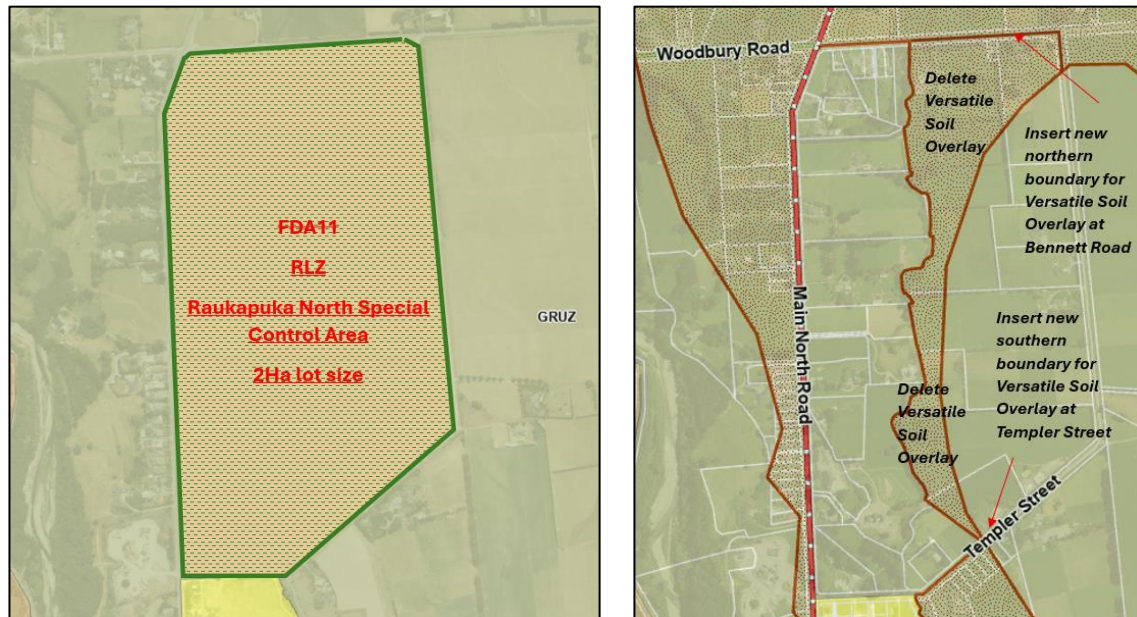 FDA11
RLZ
Raukapuka North Special
Control Area
2Ha lot size
GRUZ
Woodbury Road
Delete
Versatile
Soil
Overlay
Insert new
northern
boundary for
Versatile Soil
Overlay at
Bennett Road
Main North Road
Insert new
southern
boundary for
Versatile Soil
Overlay at
Templer Street
Delete
Versatile
Soil
Overlay
Templer Street